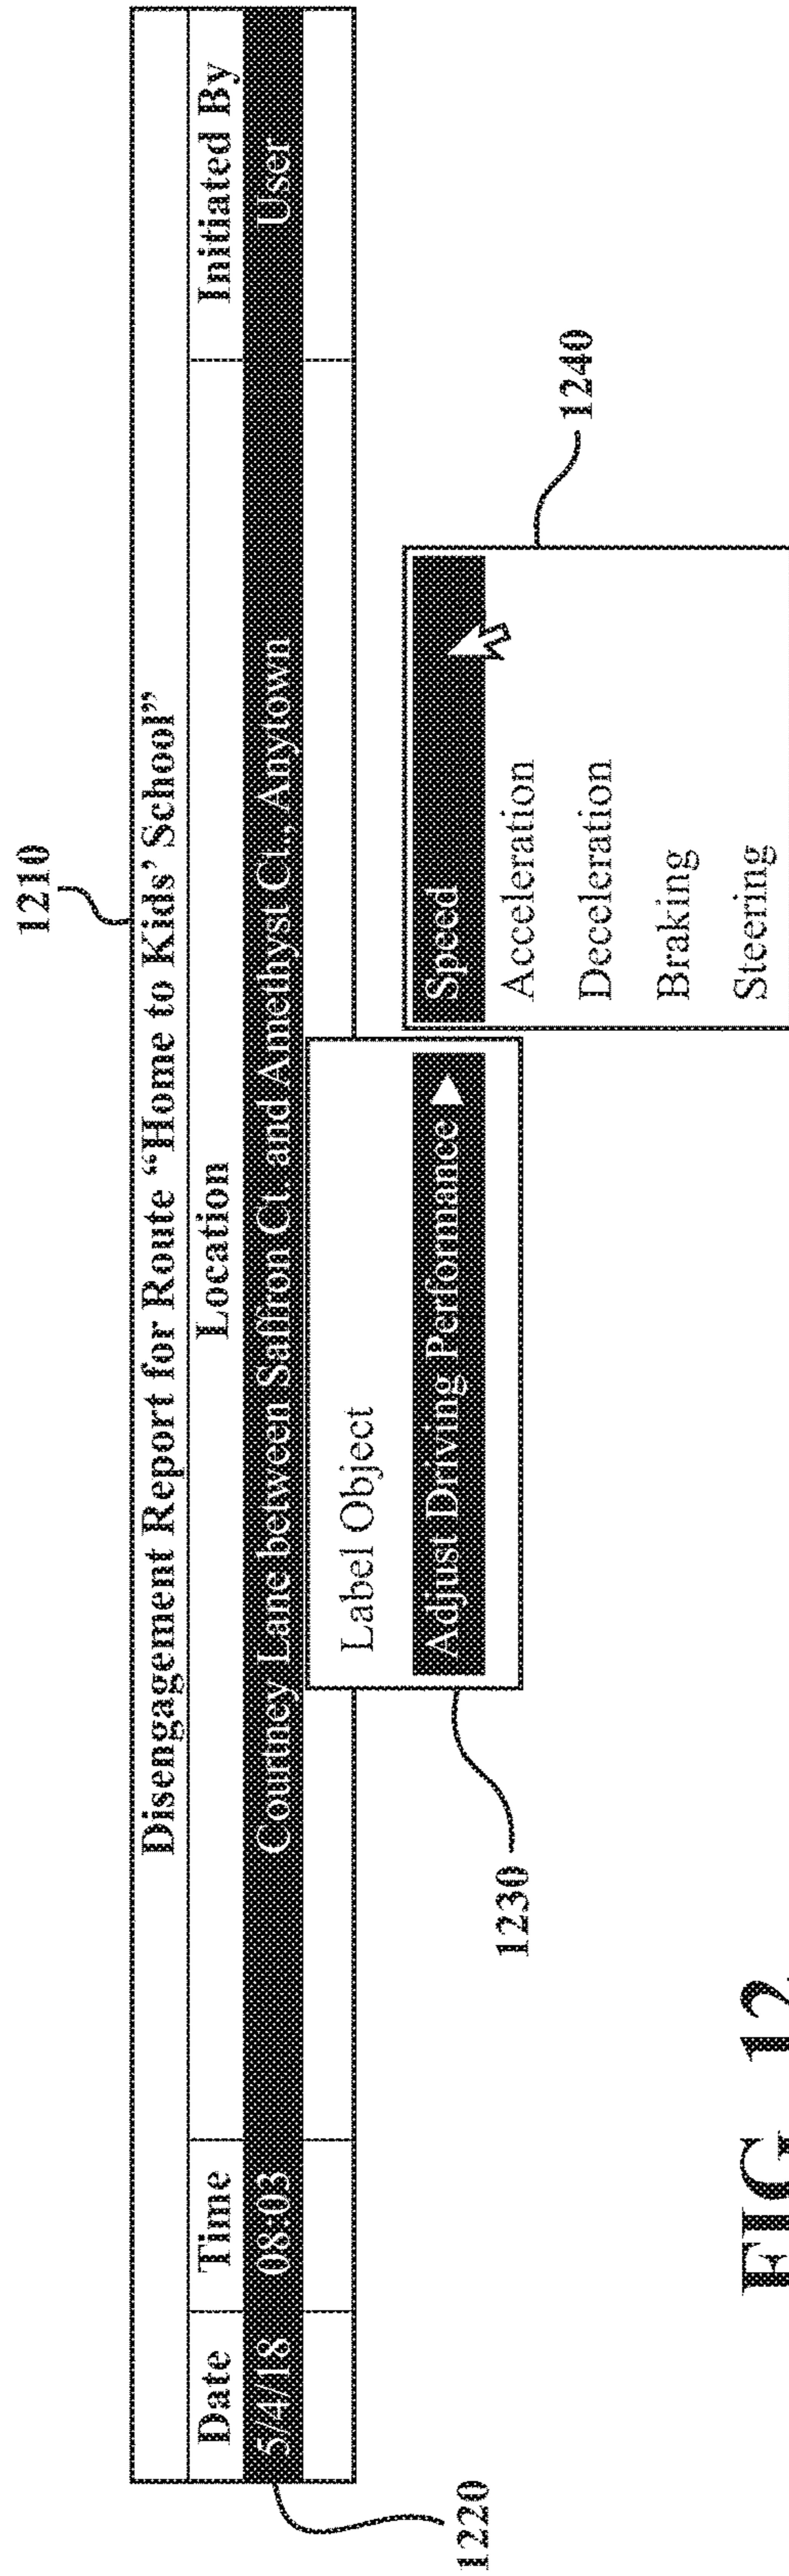 1210
Disengagement Report for Route “Home to Kids’ School”
Date Time Location Initiated By
5/4/18 08:03 Courtney Lane between Saffron Ct. and Amethyst Ct., Anytown User
1220
Label Object
Adjust Driving Performance
1230
Speed
Acceleration
Deceleration
Braking
Steering
1240
FIG. 12